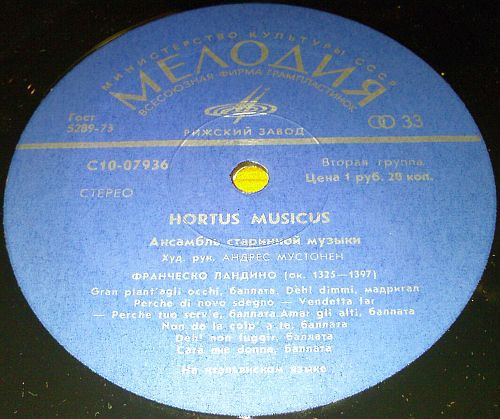 МИНИСТЕРСТВО КУЛЬТУРЫ СССР
МЕЛОДИЯ
ВСЕСОЮЗНАЯ ФИРМА ГРАМПЛАСТИНОК
Гост
5289-73
33
РИЖСКИЙ ЗАВОД
С10-07936
Вторая группа.
СТЕРЕО
Цена 1 руб. 20 коп.
HORTUS MUSICUS
Ансамбль старинной музыки
Худ. рук. АНДРЕС МУСТОНЕН
ФРАНЧЕСКО ЛАНДИНО (ок. 1325—1397)
Gran plant'agli occhi, баллата. Deh! dimmi, мадригал
Perche di novo sdegno — Vendetta far
— Perche tuo serv'e, баллата. Amar gli alti, баллата
Non do la colp' a te, баллата
Deh! non fuggir, баллата
Cara mie donna, баллата
На итальянском языке